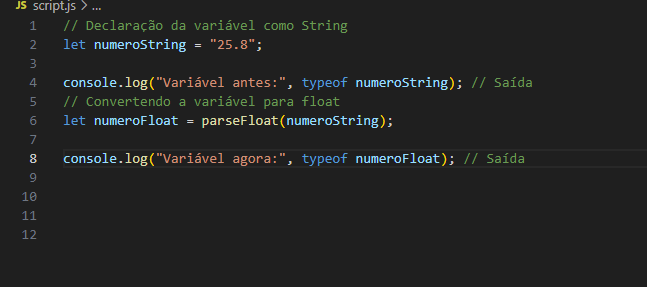 JS script.js > ...
1 // Declaração da variável como String
2 let numeroString = "25.8";
3
4 console.log("Variável antes:", typeof numeroString); // Saída
5 // Convertendo a variável para float
6 let numeroFloat = parseFloat(numeroString);
7
8 console.log("Variável agora:", typeof numeroFloat); // Saída
9
10
11
12